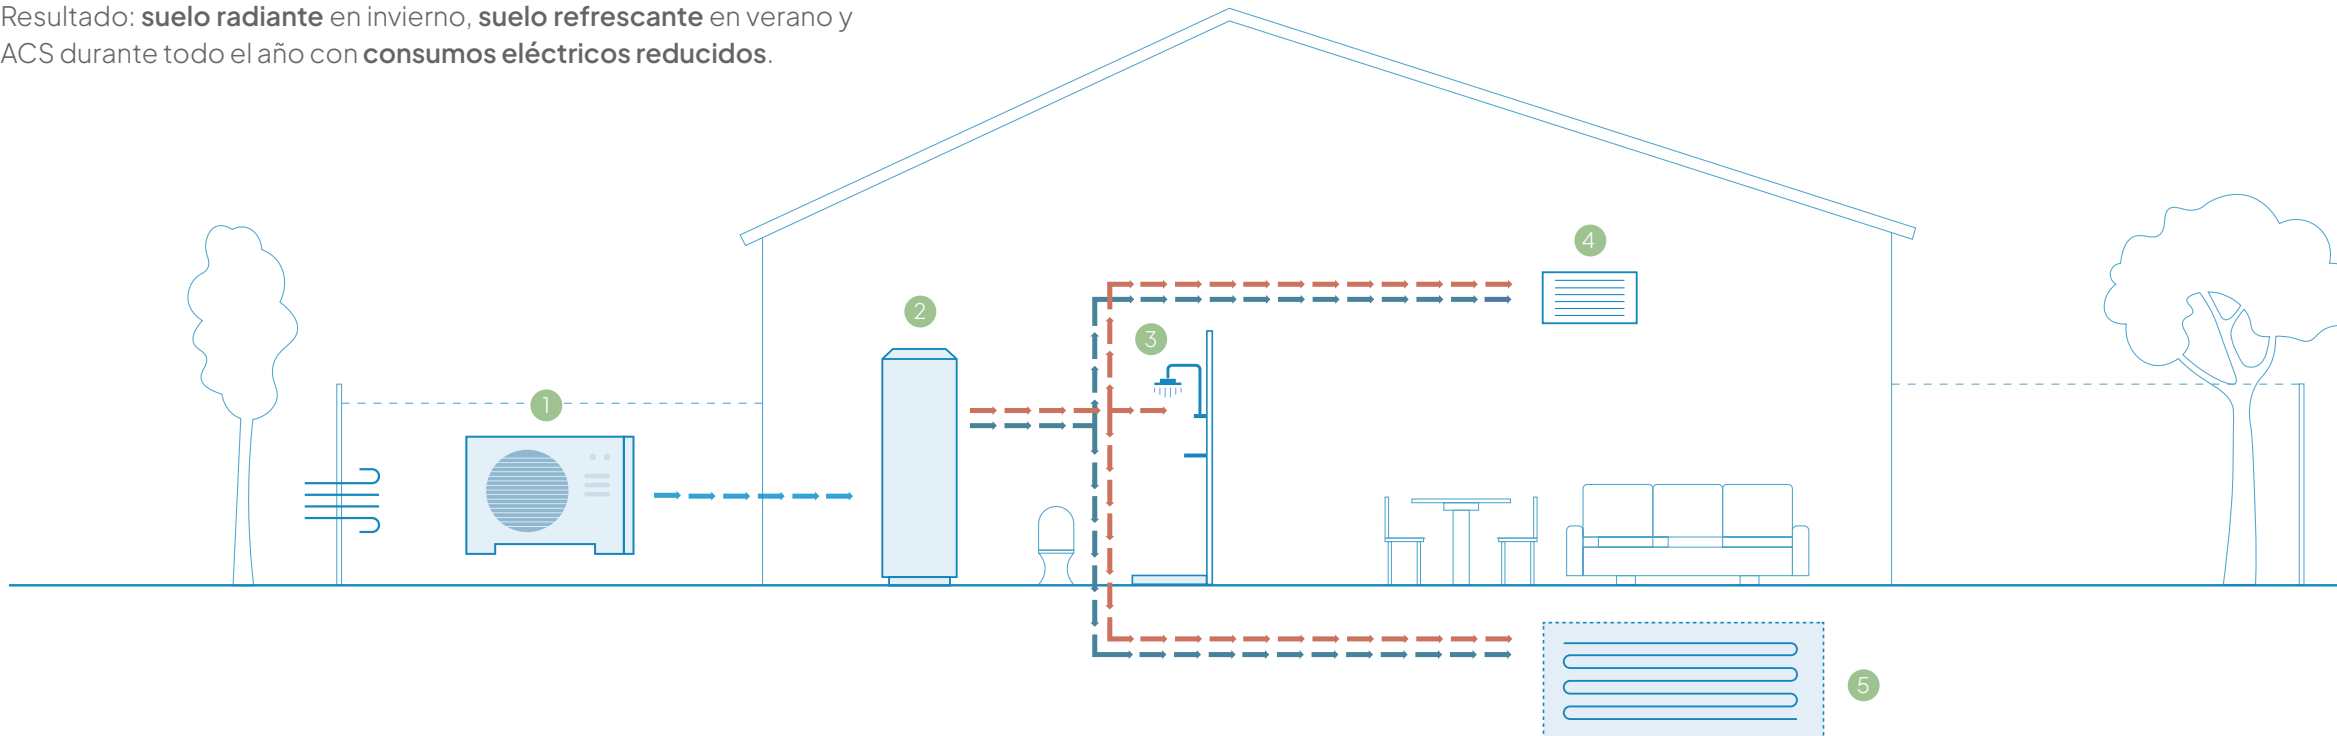 Resultado: suelo radiante en invierno, suelo refrescante en verano y
ACS durante todo el año con consumos eléctricos reducidos.
4
2
3
1
5